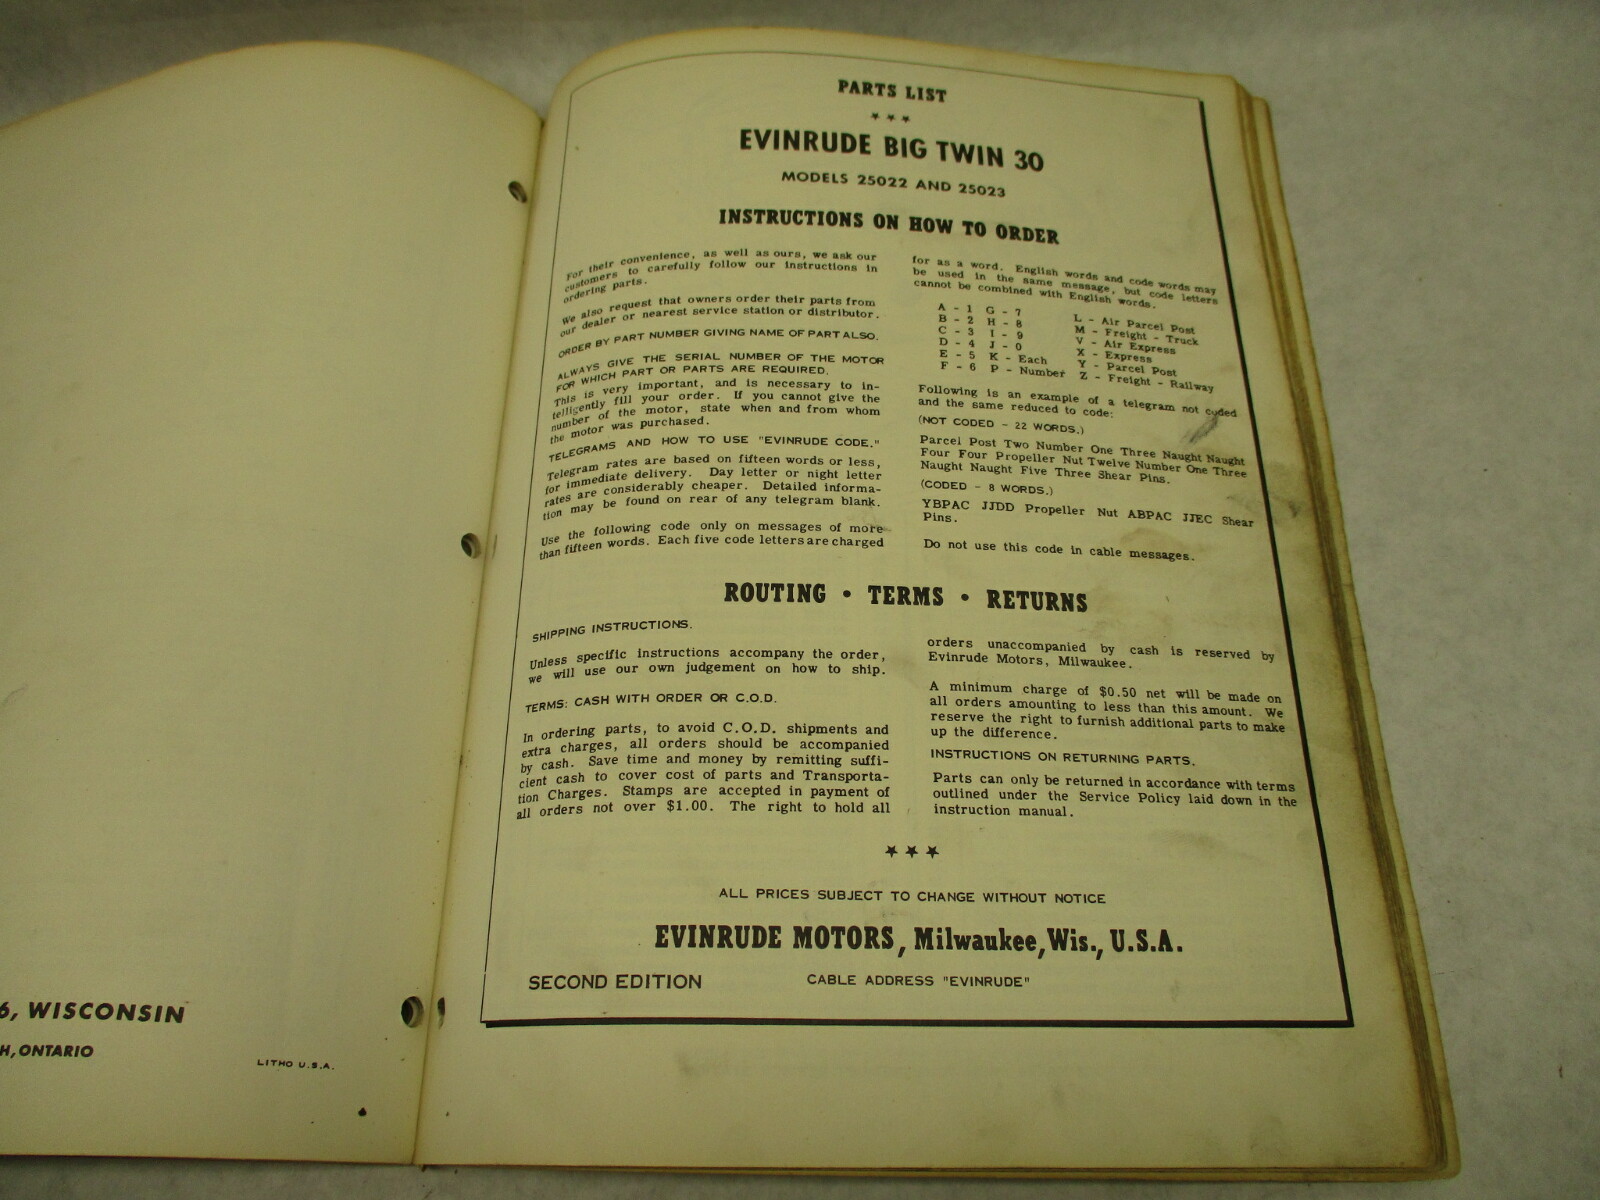 6, WISCONSIN
H, ONTARIO
LITHO U.S.A.
PARTS LIST
★ ★ ★
EVINRUDE BIG TWIN 30
MODELS 25022 AND 25023
INSTRUCTIONS ON HOW TO ORDER
For their convenience, as well as ours, we ask our
customers to carefully follow our instructions in
ordering parts.
We also request that owners order their parts from
our dealer or nearest service station or distributor.
ORDER BY PART NUMBER GIVING NAME OF PART ALSO.
ALWAYS GIVE THE SERIAL NUMBER OF THE MOTOR
FOR WHICH PART OR PARTS ARE REQUIRED.
This is very important, and is necessary to in-
telligently fill your order. If you cannot give the
number of the motor, state when and from whom
the motor was purchased.
TELEGRAMS AND HOW TO USE "EVINRUDE CODE."
Telegram rates are based on fifteen words or less,
for immediate delivery. Day letter or night letter
rates are considerably cheaper. Detailed informa-
tion may be found on rear of any telegram blank.
Use the following code only on messages of more
than fifteen words. Each five code letters are charged
for as a word. English words and code words may
be used in the same message, but code letters
cannot be combined with English words.
A - 1 G - 7
B - 2 H - 8 L - Air Parcel Post
C - 3 I - 9 M - Freight - Truck
D - 4 J - 0 V - Air Express
E - 5 K - Each X - Express
F - 6 P - Number Y - Parcel Post
Z - Freight - Railway
Following is an example of a telegram not coded
and the same reduced to code:
(NOT CODED - 22 WORDS.)
Parcel Post Two Number One Three Naught Naught
Four Four Propeller Nut Twelve Number One Three
Naught Naught Five Three Shear Pins.
(CODED - 8 WORDS.)
YBPAC JJDD Propeller Nut ABPAC JJEC Shear
Pins.
Do not use this code in cable messages.
ROUTING • TERMS • RETURNS
SHIPPING INSTRUCTIONS.
Unless specific instructions accompany the order,
we will use our own judgement on how to ship.
TERMS: CASH WITH ORDER OR C.O.D.
In ordering parts, to avoid C.O.D. shipments and
extra charges, all orders should be accompanied
by cash. Save time and money by remitting suffi-
cient cash to cover cost of parts and Transporta-
tion Charges. Stamps are accepted in payment of
all orders not over $1.00. The right to hold all
orders unaccompanied by cash is reserved by
Evinrude Motors, Milwaukee.
A minimum charge of $0.50 net will be made on
all orders amounting to less than this amount. We
reserve the right to furnish additional parts to make
up the difference.
INSTRUCTIONS ON RETURNING PARTS.
Parts can only be returned in accordance with terms
outlined under the Service Policy laid down in the
instruction manual.
★ ★ ★
ALL PRICES SUBJECT TO CHANGE WITHOUT NOTICE
EVINRUDE MOTORS, Milwaukee, Wis., U.S.A.
SECOND EDITION CABLE ADDRESS "EVINRUDE"